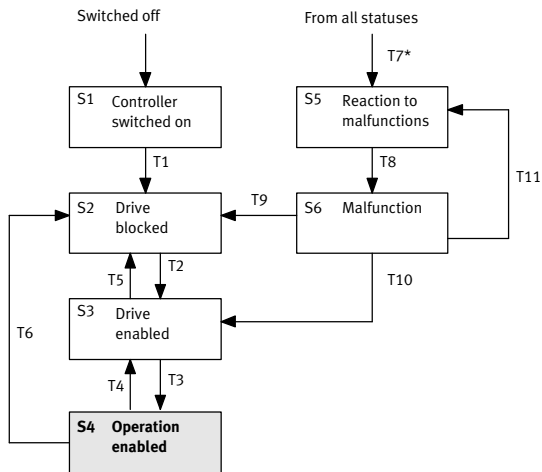 Switched off
From all statuses
T7*
S1 Controller
switched on
S5 Reaction to
malfunctions
T1
T8
T11
S2 Drive
blocked
T9
S6 Malfunction
T5
T2
T10
S3 Drive
enabled
T6
T4
T3
S4 Operation
enabled